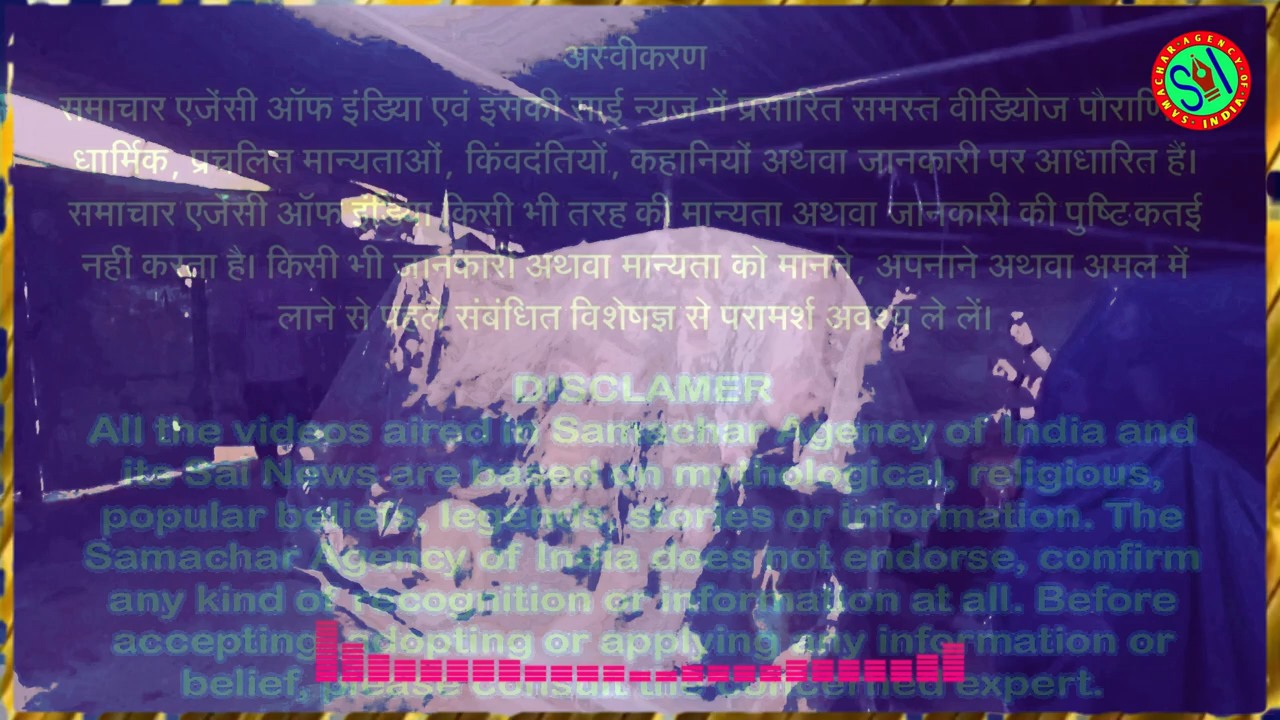 अस्वीकरण
समाचार एजेंसी ऑफ इंडिया एवं इसकी साई न्यूज में प्रसारित समस्त वीडियोज
धार्मिक, प्रचलित मान्यताओं, किंवदंतियों, कहानियों अथवा जानकारी पर आधारित हैं।
समाचार एजेंसी ऑफ इंडिया किसी भी तरह की मान्यता अथवा जानकारी की पुष्टि कतई
नहीं करता है। किसी भी जानकारी अथवा मान्यता को मानने, अपनाने अथवा अमल में
लाने से पहले संबंधित विशेषज्ञ से परामर्श अवश्य ले लें।
DISCLAMER
All the videos aired in Samachar Agency of India and
its Sai News are based on mythological, religious,
popular beliefs, legends, stories or information. The
Samachar Agency of India does not endorse, confirm
any kind of recognition or information at all. Before
accepting, adopting or applying any information or
belief, please consult the concerned expert.
SAMACHAR·AGENCY·OF·INDIA·
SAI